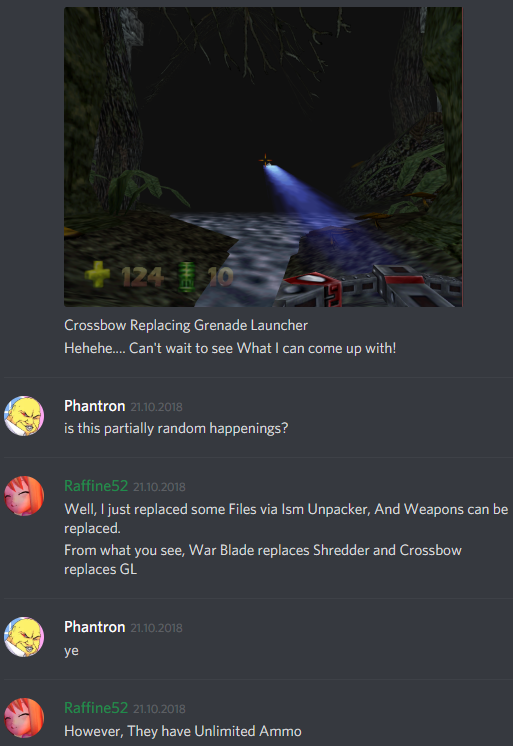 124 10
Crossbow Replacing Grenade Launcher
Hehehe.... Can't wait to see What I can come up with!
Phantron 21.10.2018
is this partially random happenings?
Raffine52 21.10.2018
Well, I just replaced some Files via Ism Unpacker, And Weapons can be
replaced.
From what you see, War Blade replaces Shredder and Crossbow
replaces GL
Phantron 21.10.2018
ye
Raffine52 21.10.2018
However, They have Unlimited Ammo